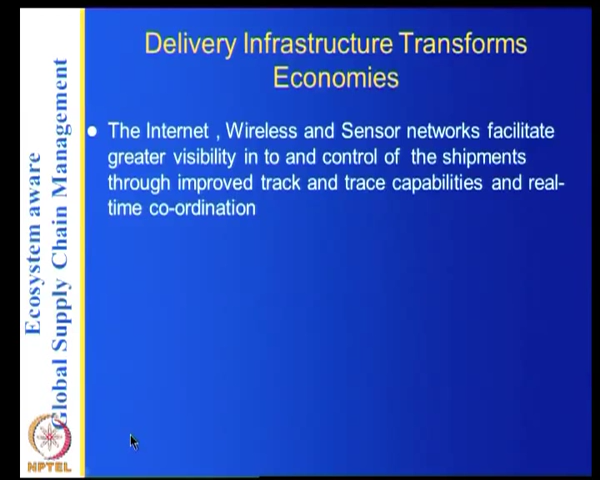 Delivery Infrastructure Transforms
Economies
The Internet , Wireless and Sensor networks facilitate
greater visibility in to and control of the shipments
through improved track and trace capabilities and real-
time co-ordination
Ecosystem aware
Global Supply Chain Management
NPTEL